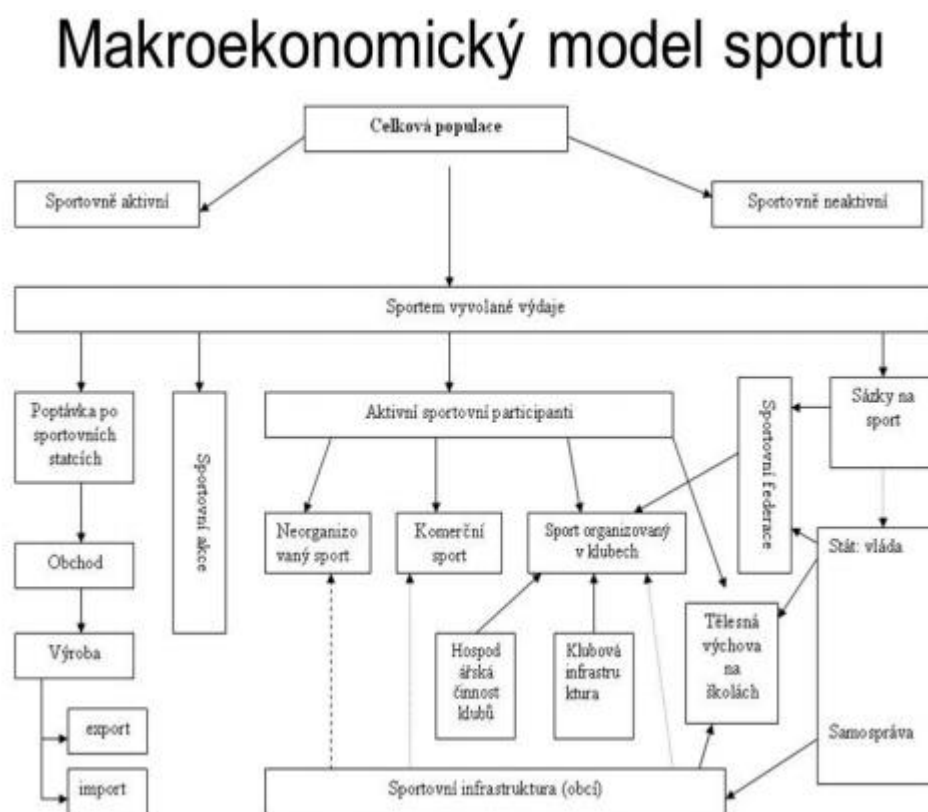 Makroekonomický model sportu
Celková populace
Sportovně aktivní
Sportovně neaktivní
Sportem vyvolané výdaje
Poptávka po
sportovních
statcích
Sportovní akce
Aktivní sportovní participanti
Sportovní federace
Sázky na
sport
Neorganizo
vaný sport
Komerční
sport
Sport organizovaný
v klubech
Stát: vláda
Obchod
Výroba
Hospod
ářská
činnost
klubů
Klubová
infrastru
ktura
Tělesná
výchova
na
školách
export
Samospráva
import
Sportovní infrastruktura (obcí)